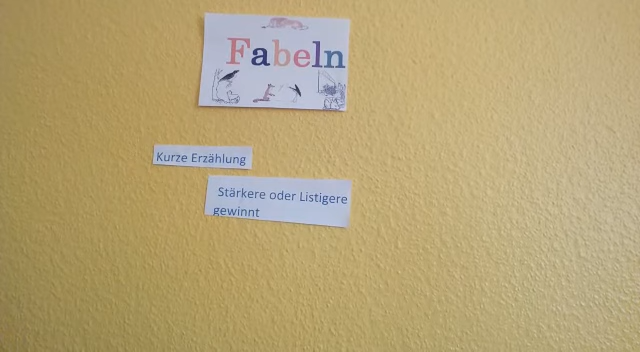 Fabeln
Kurze Erzählung
Stärkere oder Listigere
gewinnt